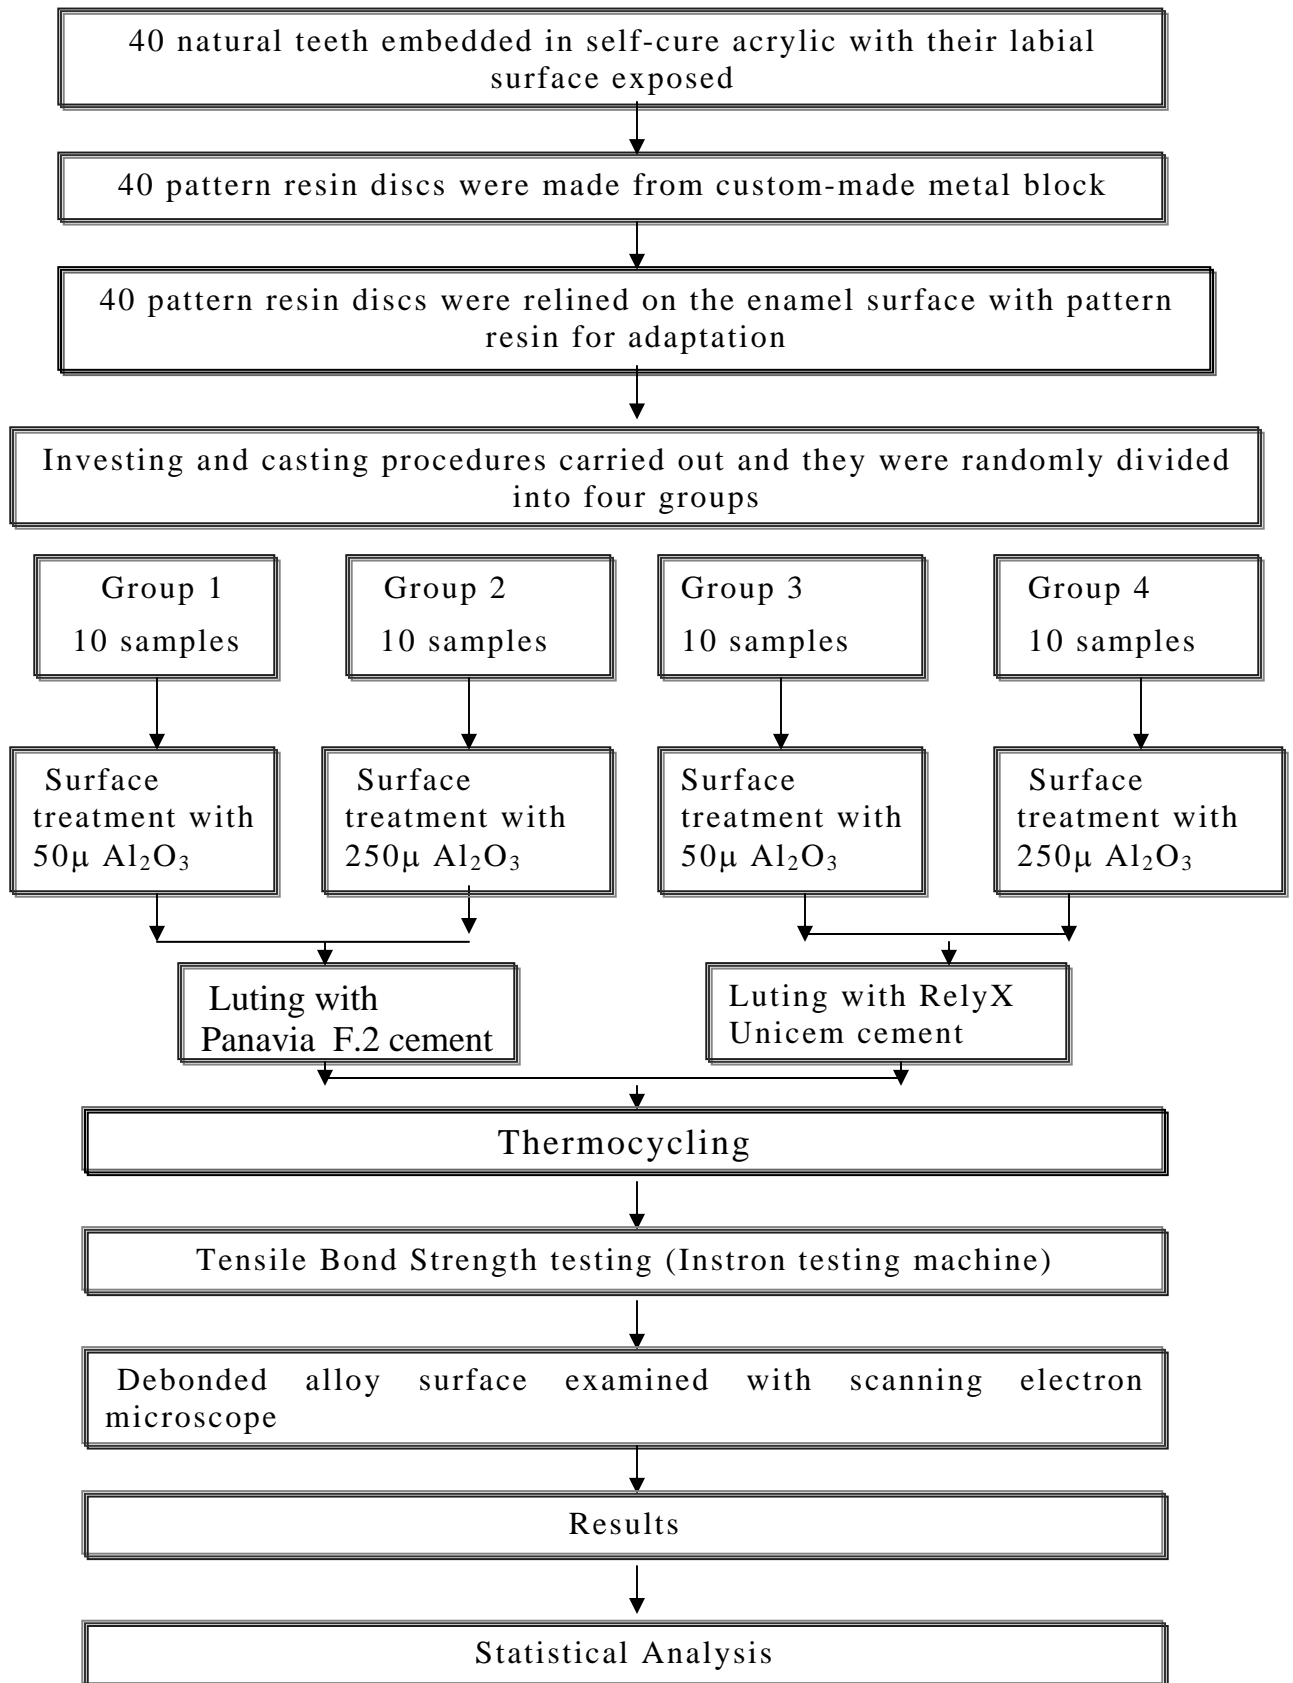 40 natural teeth embedded in self-cure acrylic with their labial
surface exposed
40 pattern resin discs were made from custom-made metal block
40 pattern resin discs were relined on the enamel surface with pattern
resin for adaptation
Investing and casting procedures carried out and they were randomly divided
into four groups
Group 1
10 samples
Group 2
10 samples
Group 3
10 samples
Group 4
10 samples
Surface
treatment with
50µ Al₂O₃
Surface
treatment with
250µ Al₂O₃
Surface
treatment with
50µ Al₂O₃
Surface
treatment with
250µ Al₂O₃
Luting with
Panavia F.2 cement
Luting with RelyX
Unicem cement
Thermocycling
Tensile Bond Strength testing (Instron testing machine)
Debonded alloy surface examined with scanning electron
microscope
Results
Statistical Analysis